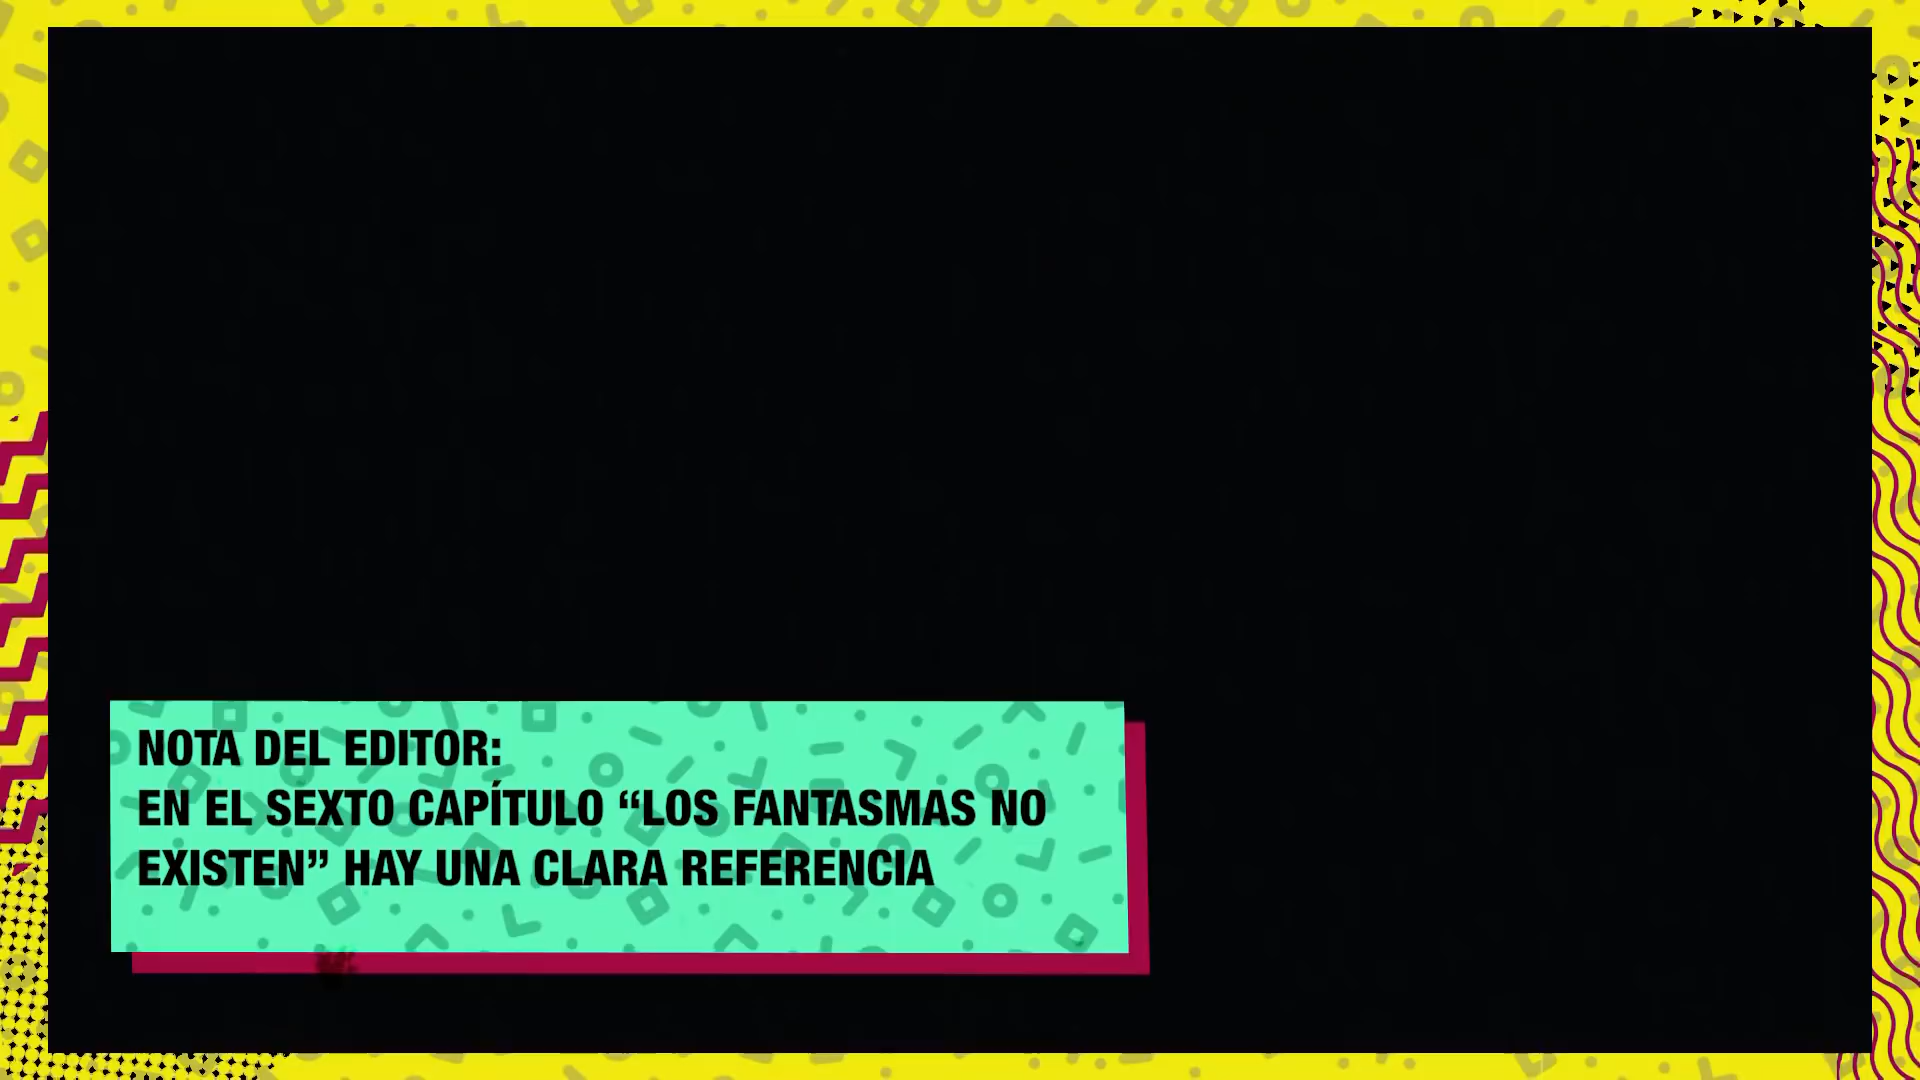 NOTA DEL EDITOR:
EN EL SEXTO CAPÍTULO “LOS FANTASMAS NO
EXISTEN” HAY UNA CLARA REFERENCIA